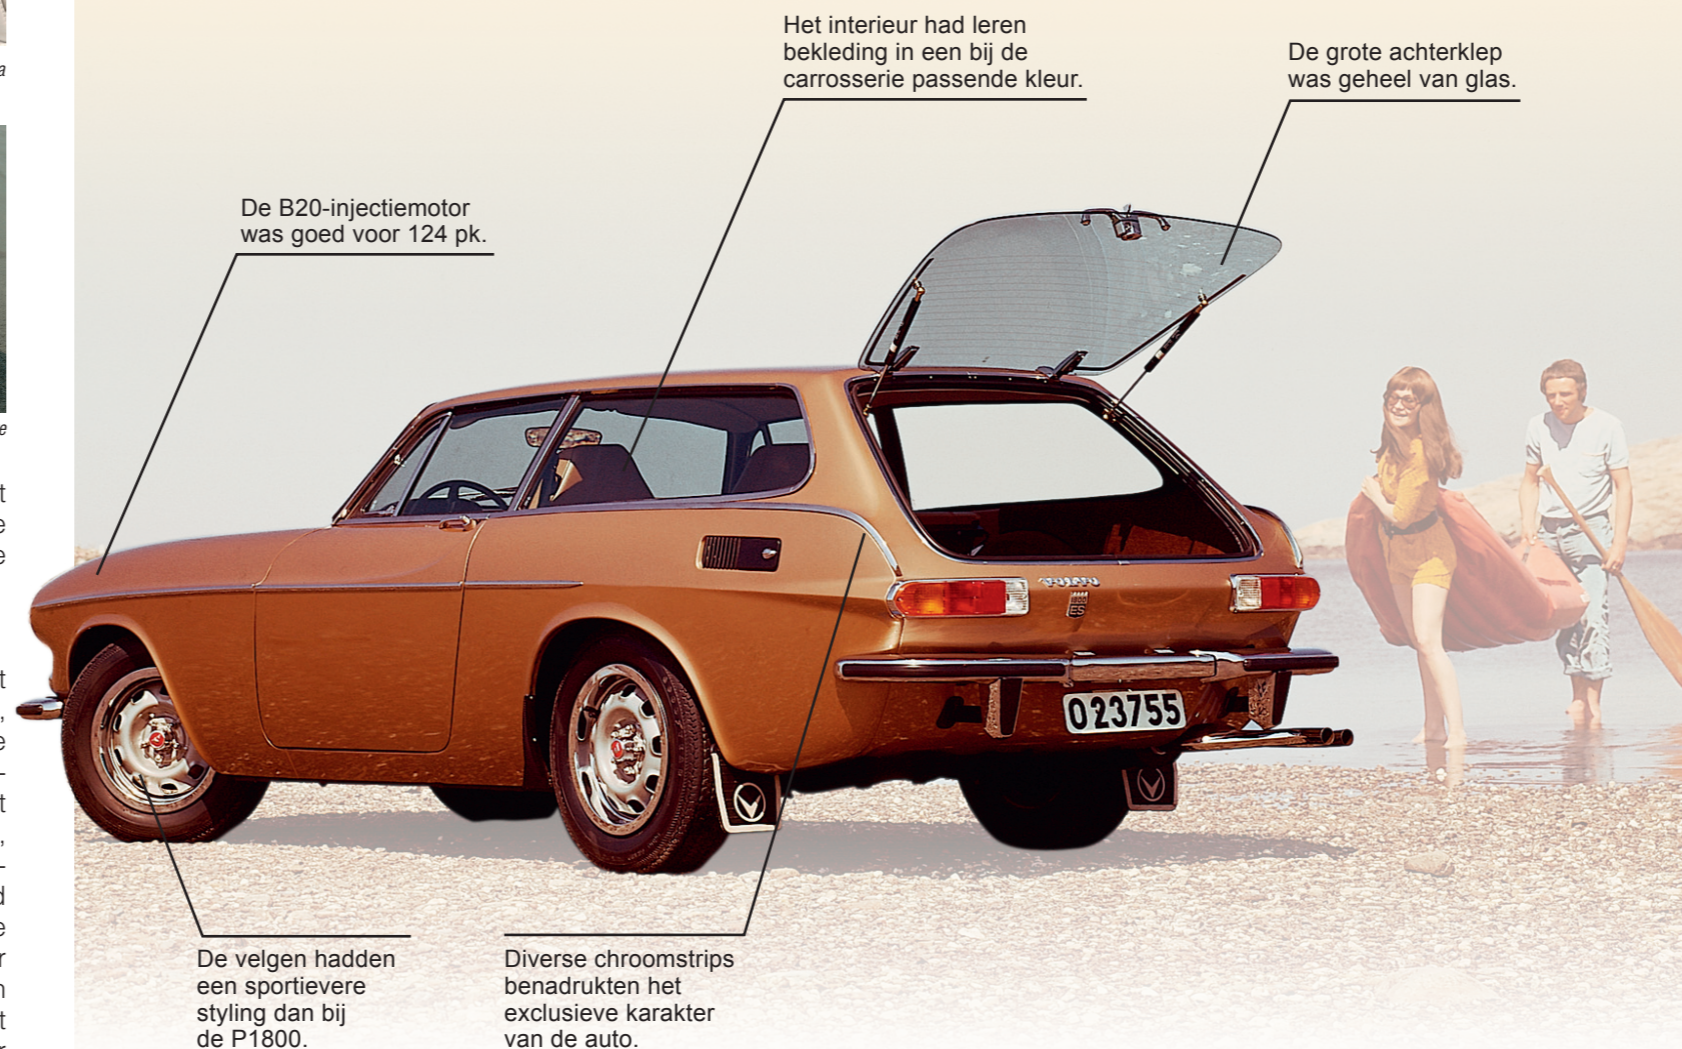 Het interieur had leren
bekleding in een bij de
carrosserie passende kleur.
De grote achterklep
was geheel van glas.
De B20-injectiemotor
was goed voor 124 pk.
VOLVO
ES
023755
De velgen hadden
een sportievere
styling dan bij
de P1800.
Diverse chroomstrips
benadrukten het
exclusieve karakter
van de auto.